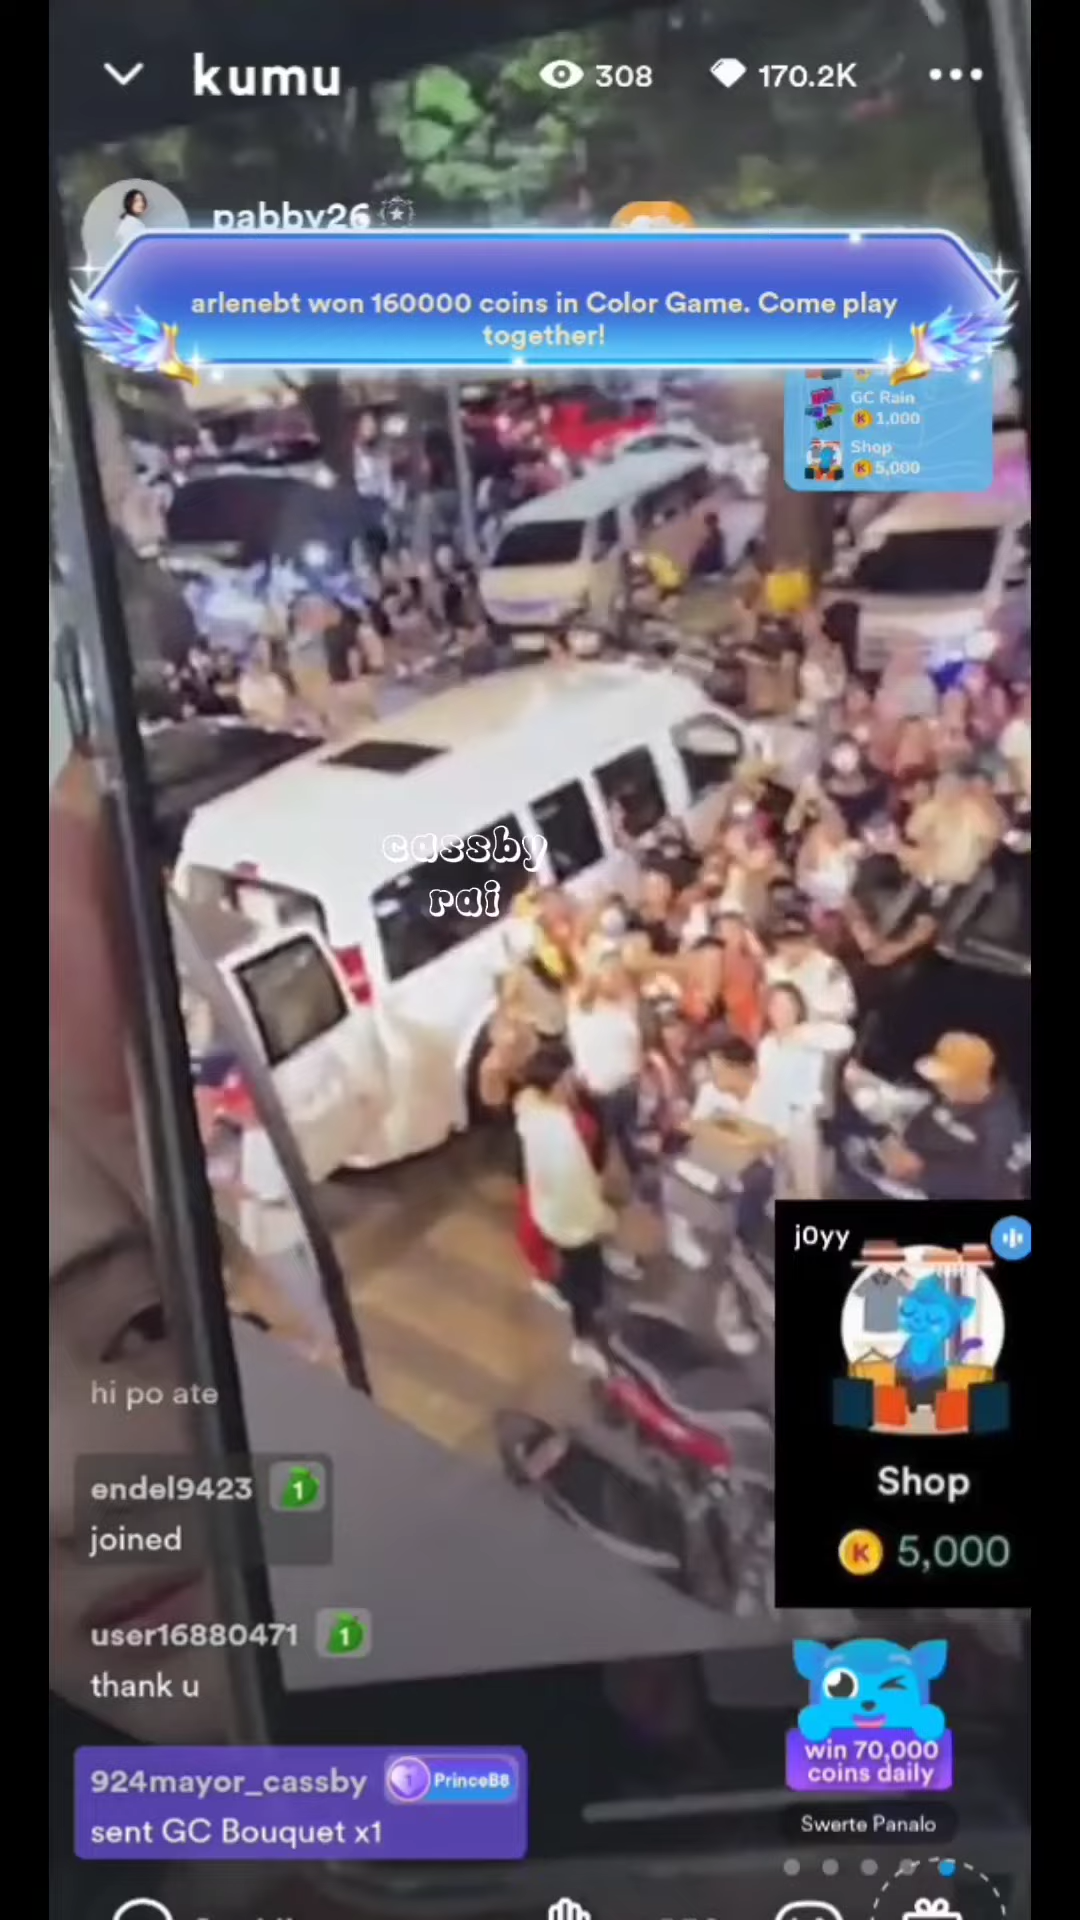 kumu
308
170.2K
pabby26
arlenebt won 160000 coins in Color Game. Come play
together!
GC Rain
K 1,000
Shop
K 5,000
cassby
rai
j0yy
Shop
K 5,000
hi po ate
endel9423 1
joined
user16880471 1
thank u
924mayor_cassby 1 PrinceB8
sent GC Bouquet x1
win 70,000
coins daily
Swerte Panalo